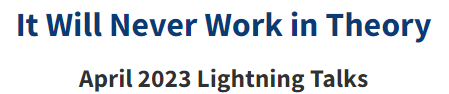 It Will Never Work in Theory
April 2023 Lightning Talks